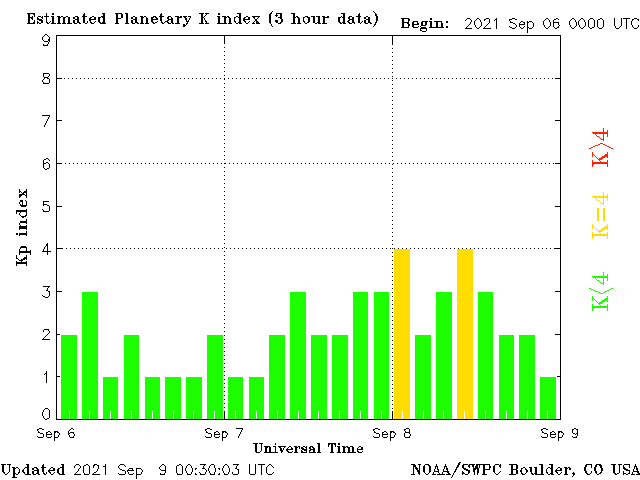 Estimated Planetary K index (3 hour data)
Begin: 2021 Sep 06 0000 UTC
9
8
7
6
5
4
3
2
1
0
Kp index
Sep 6 Sep 7 Sep 8 Sep 9
Universal Time
K>4
K=4
K<4
Updated 2021 Sep 9 00:30:03 UTC
NOAA/SWPC Boulder, CO USA